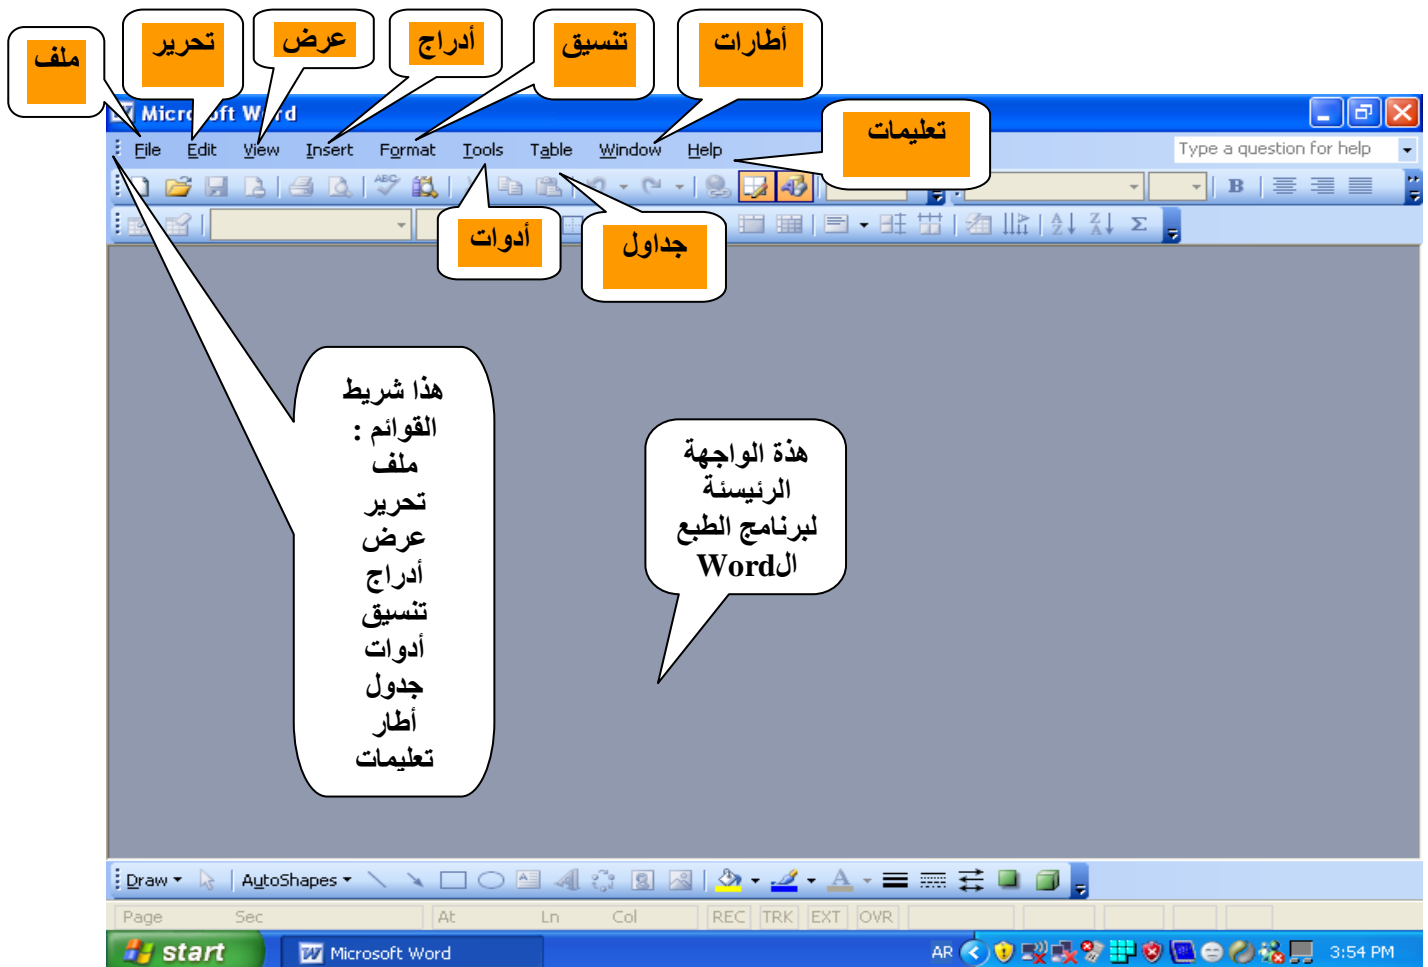 ملف
تحرير
عرض
أدراج
تنسيق
أطارات
Microsoft Word
تعليمات
File Edit View Insert Format Tools Table Window Help
Type a question for help
ABC
B
أدوات
جداول
A Z
Z A
Σ
هذا شريط
القوائم :
ملف
تحرير
عرض
أدراج
تنسيق
أدوات
جدول
أطار
تعليمات
هذة الواجهة
الرئيسئة
لبرنامج الطبع
الWord
Draw AutoShapes
Page Sec At Ln Col REC TRK EXT OVR
start Microsoft Word AR 3:54 PM